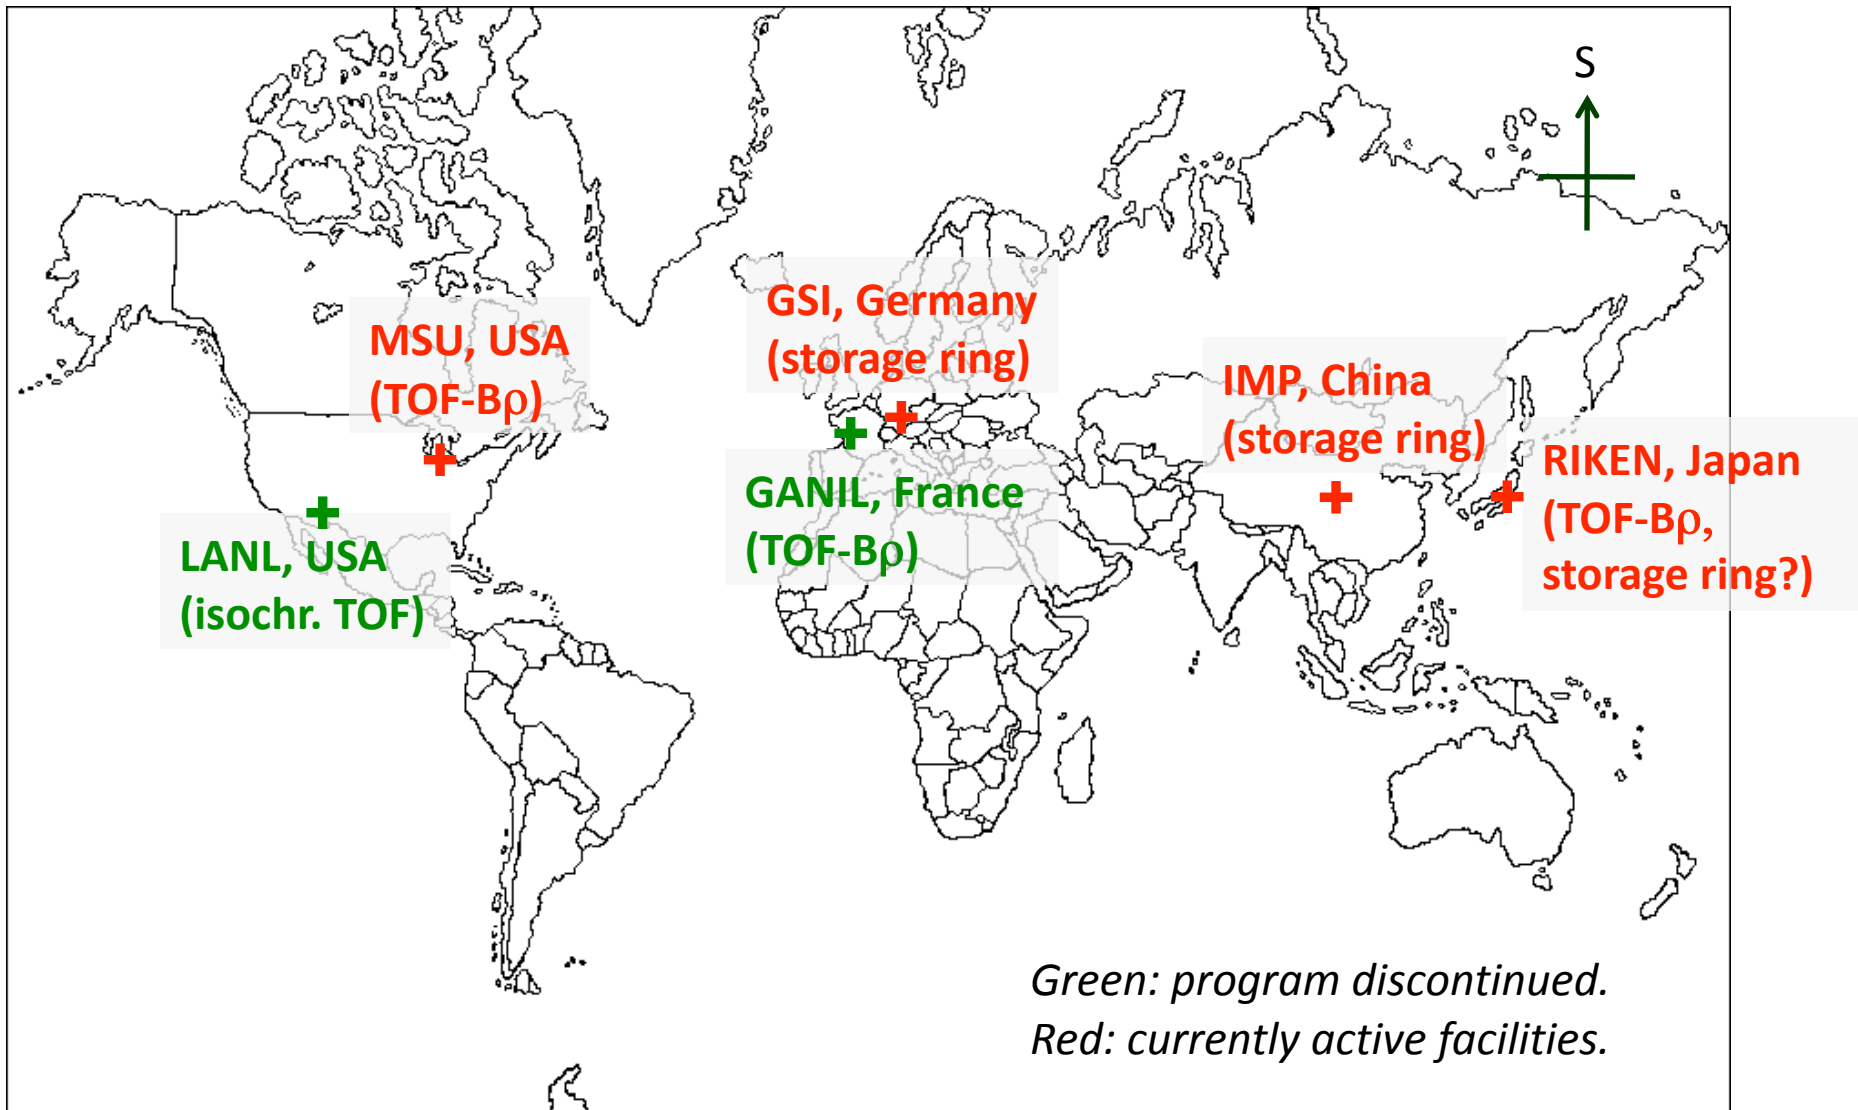 S
GSI, Germany
(storage ring)
MSU, USA
(TOF-Bρ)
IMP, China
(storage ring)
RIKEN, Japan
(TOF-Bρ,
storage ring?)
GANIL, France
(TOF-Bρ)
LANL, USA
(isochr. TOF)
Green: program discontinued.
Red: currently active facilities.